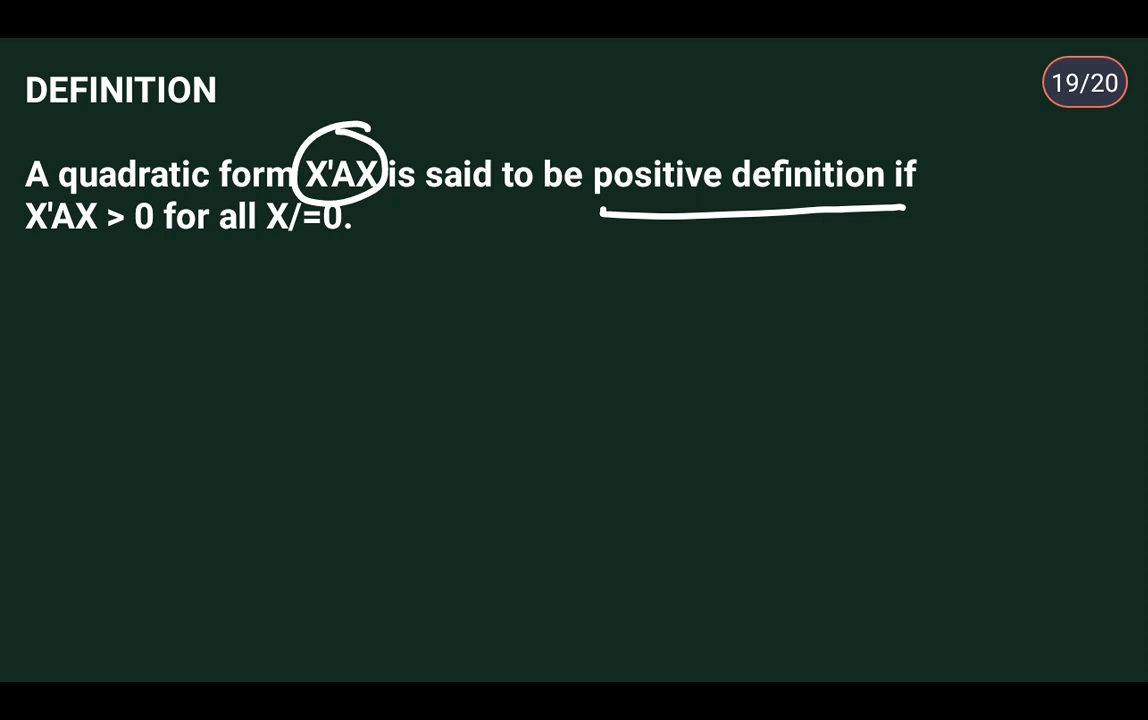 DEFINITION
19/20
A quadratic form X'AX is said to be positive definition if
X'AX > 0 for all X/=0.